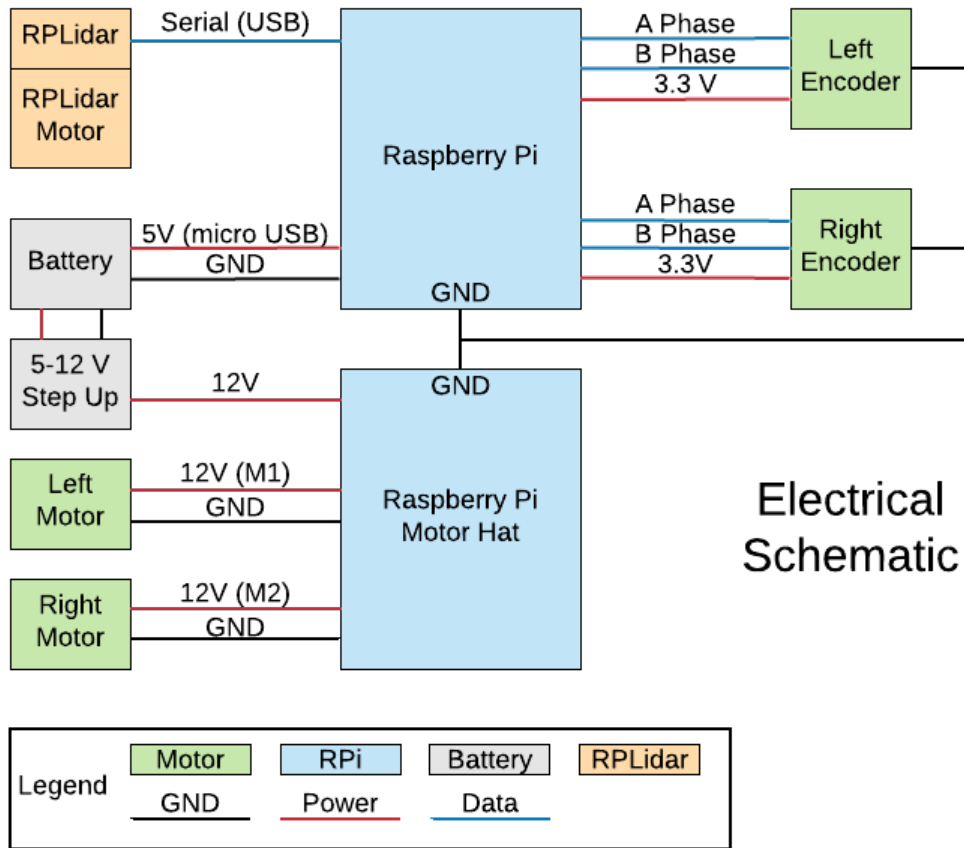 RPLidar
Serial (USB)
RPLidar
Motor
Raspberry Pi
A Phase
B Phase
3.3 V
Left
Encoder
A Phase
B Phase
3.3V
Right
Encoder
Battery
5V (micro USB)
GND
GND
5-12 V
Step Up
12V
GND
Raspberry Pi
Motor Hat
Left
Motor
12V (M1)
GND
Right
Motor
12V (M2)
GND
Electrical
Schematic
Legend
Motor
RPi
Battery
RPLidar
GND
Power
Data